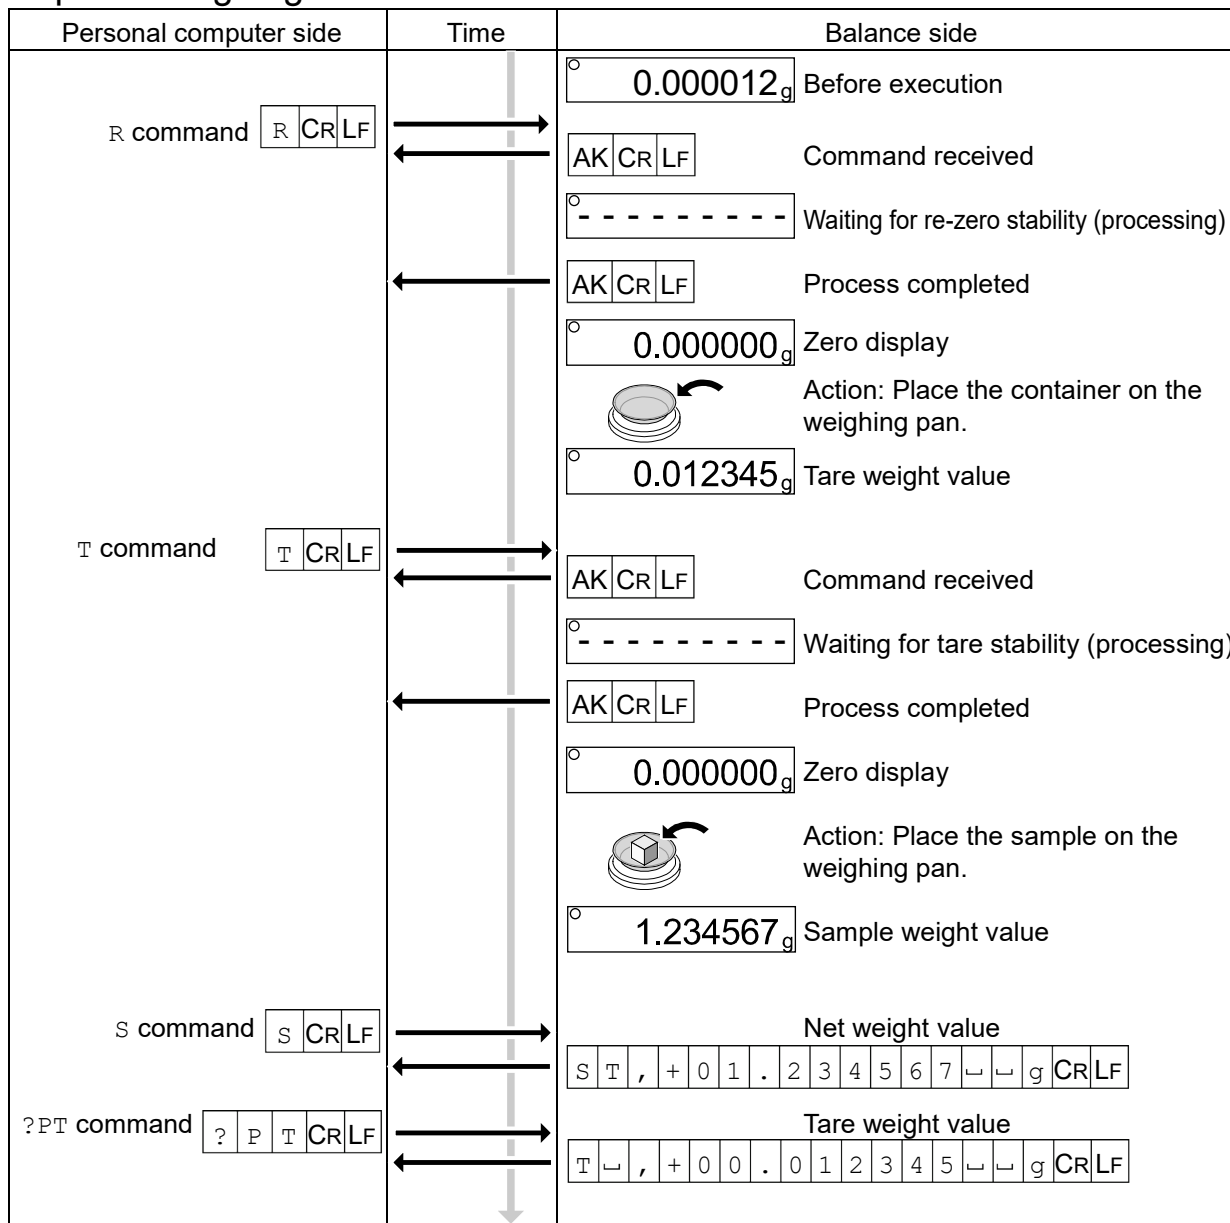 Personal computer side Time Balance side
0.000012 g Before execution
R command R CR LF
AK CR LF Command received
- - - - - - - - - Waiting for re-zero stability (processing)
AK CR LF Process completed
0.000000 g Zero display
Action: Place the container on the
weighing pan.
0.012345 g Tare weight value
T command T CR LF
AK CR LF Command received
- - - - - - - - - Waiting for tare stability (processing)
AK CR LF Process completed
0.000000 g Zero display
Action: Place the sample on the
weighing pan.
1.234567 g Sample weight value
S command S CR LF Net weight value
S T , + 0 1 . 2 3 4 5 6 7 ␣ ␣ g CR LF
?PT command ? P T CR LF Tare weight value
T ␣ , + 0 0 . 0 1 2 3 4 5 ␣ ␣ g CR LF